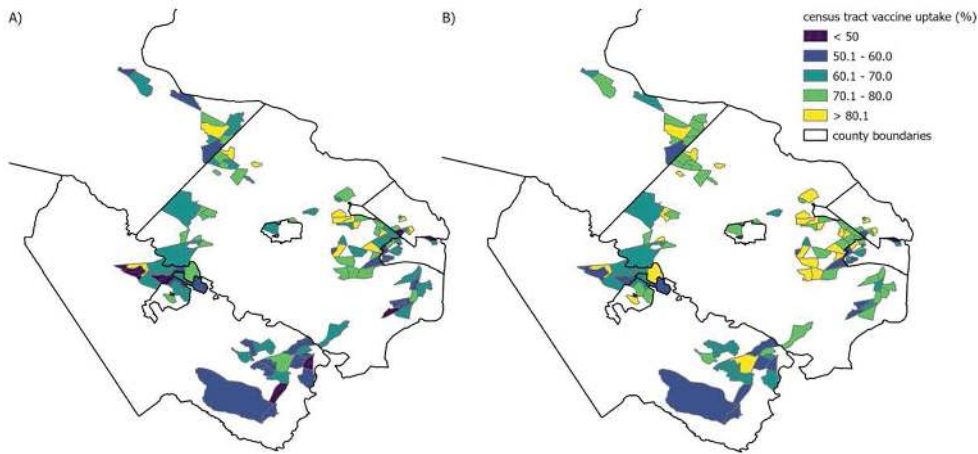 A)
B)
census tract vaccine uptake (%)
< 50
50.1 - 60.0
60.1 - 70.0
70.1 - 80.0
> 80.1
county boundaries